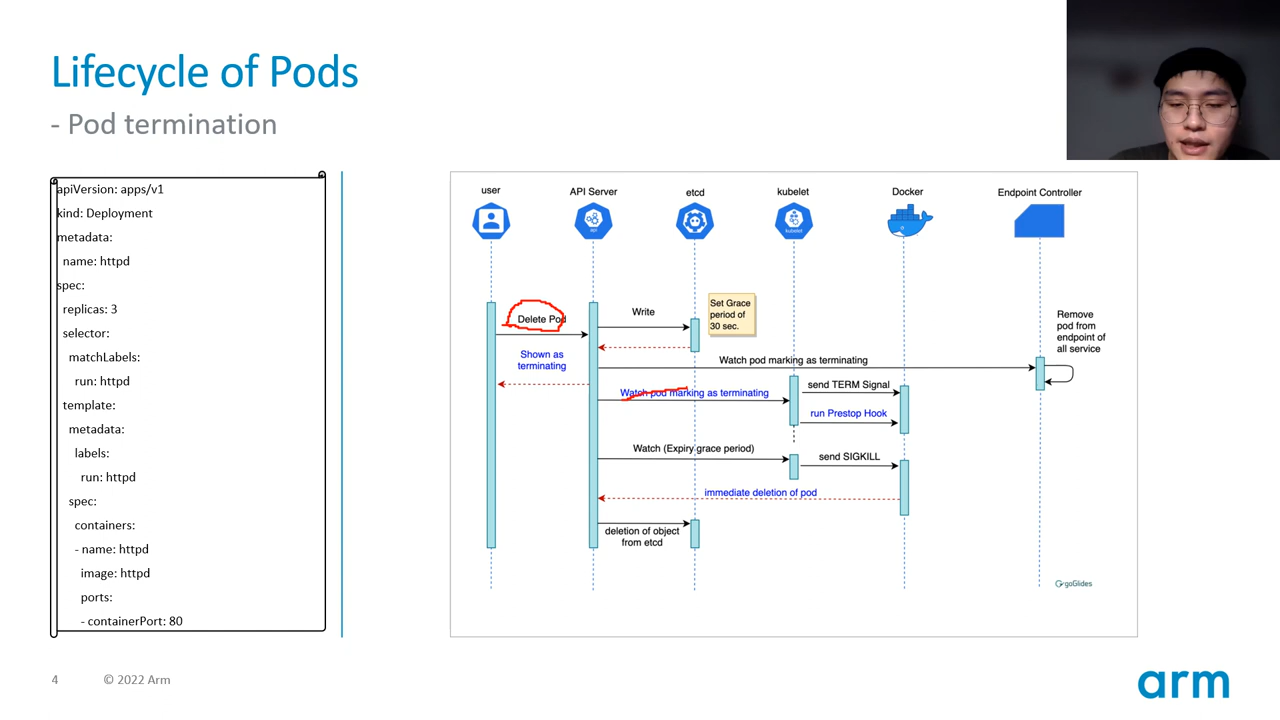 Lifecycle of Pods
- Pod termination
apiVersion: apps/v1
kind: Deployment
metadata:
name: httpd
spec:
replicas: 3
selector:
matchLabels:
run: httpd
template:
metadata:
labels:
run: httpd
spec:
containers:
- name: httpd
image: httpd
ports:
- containerPort: 80
user
API Server
etcd
kubelet
Docker
Endpoint Controller
api
kubelet
Delete Pod
Write
Set Grace
period of
30 sec.
Remove
pod from
endpoint of
all service
Shown as
terminating
Watch pod marking as terminating
Watch pod marking as terminating
send TERM Signal
run Prestop Hook
Watch (Expiry grace period)
send SIGKILL
immediate deletion of pod
deletion of object
from etcd
goGlides
4
© 2022 Arm
arm